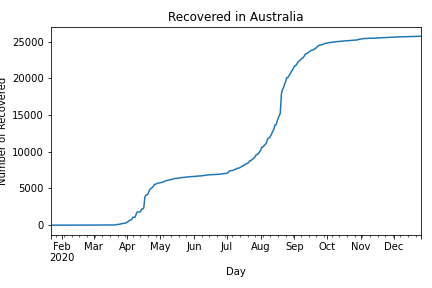 Recovered in Australia
Number of Recovered
25000
20000
15000
10000
5000
0
Feb Mar Apr May Jun Jul Aug Sep Oct Nov Dec
2020
Day